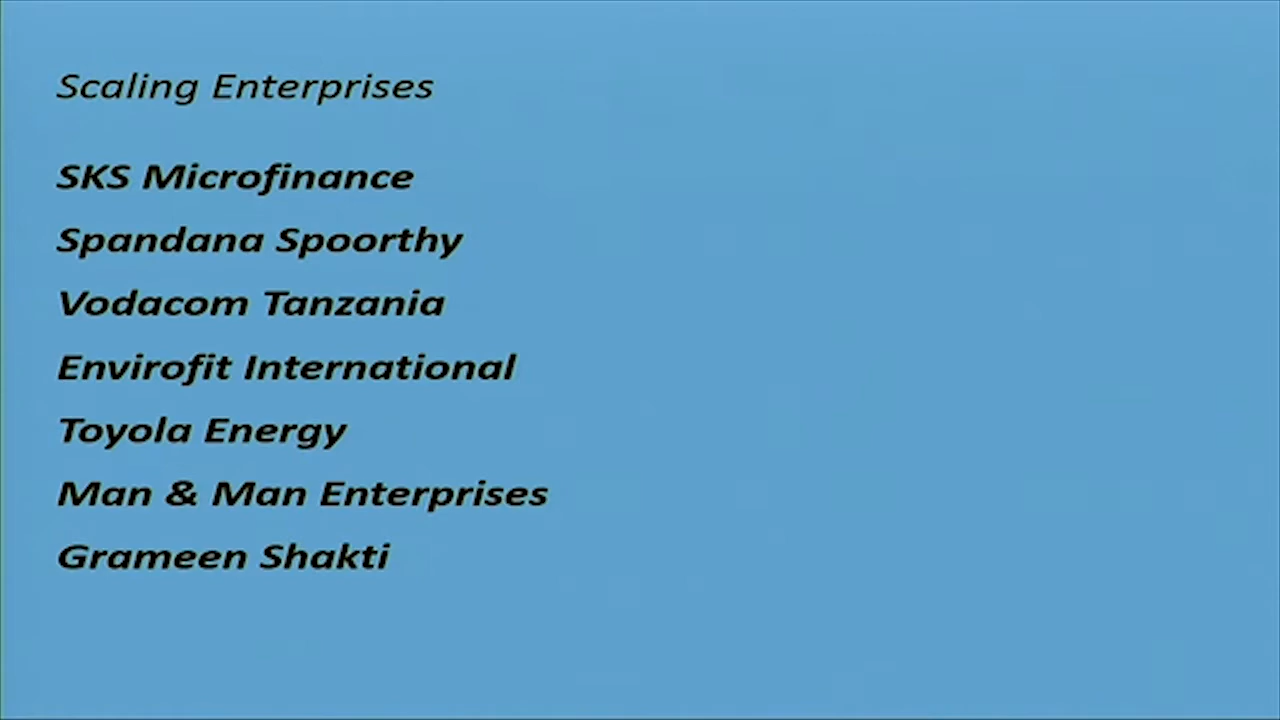 Scaling Enterprises
SKS Microfinance
Spandana Spoorthy
Vodacom Tanzania
Envirofit International
Toyola Energy
Man & Man Enterprises
Grameen Shakti